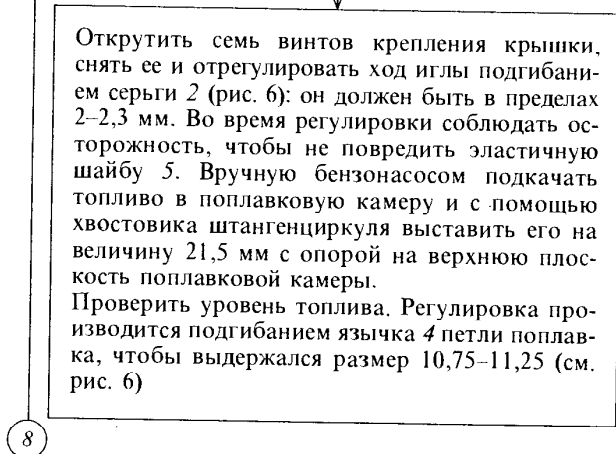 Открутить семь винтов крепления крышки,
снять ее и отрегулировать ход иглы подгибани-
ем серьги 2 (рис. 6): он должен быть в пределах
2–2,3 мм. Во время регулировки соблюдать ос-
торожность, чтобы не повредить эластичную
шайбу 5. Вручную бензонасосом подкачать
топливо в поплавковую камеру и с помощью
хвостовика штангенциркуля выставить его на
величину 21,5 мм с опорой на верхнюю плос-
кость поплавковой камеры.
Проверить уровень топлива. Регулировка про-
изводится подгибанием язычка 4 петли поплав-
ка, чтобы выдержался размер 10,75–11,25 (см.
рис. 6)
8